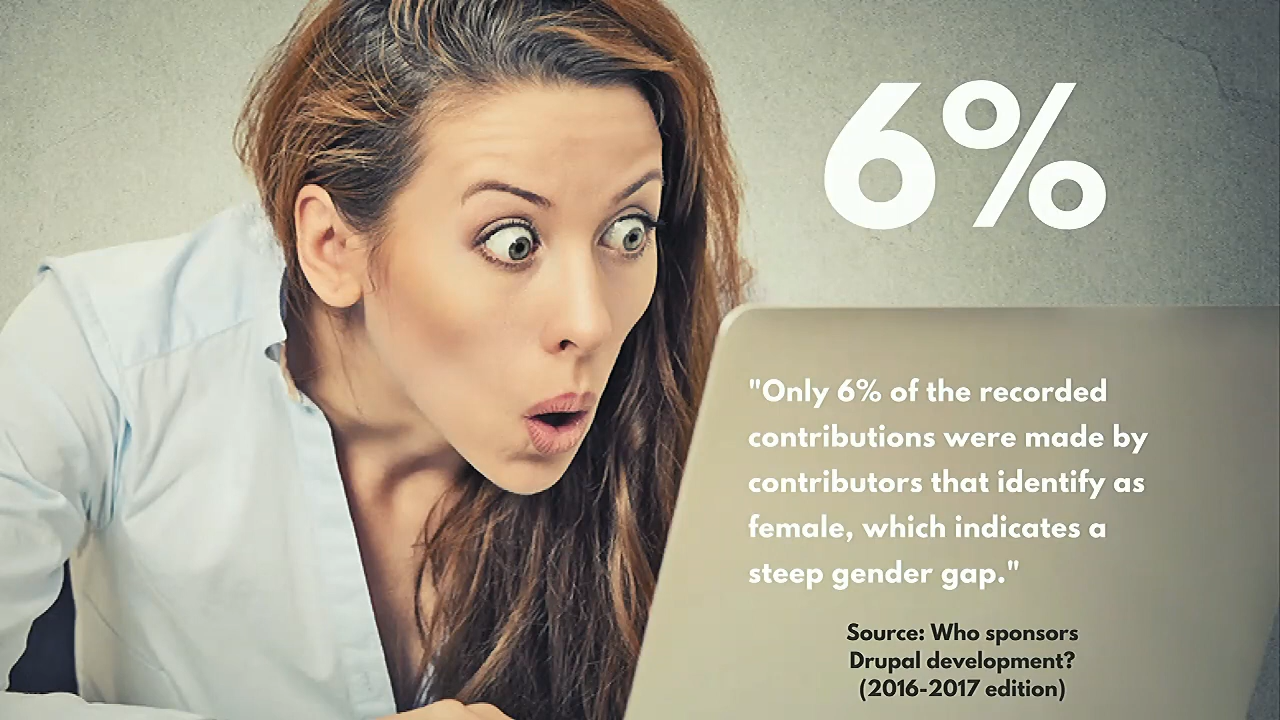 6%
"Only 6% of the recorded
contributions were made by
contributors that identify as
female, which indicates a
steep gender gap."
Source: Who sponsors
Drupal development?
(2016-2017 edition)